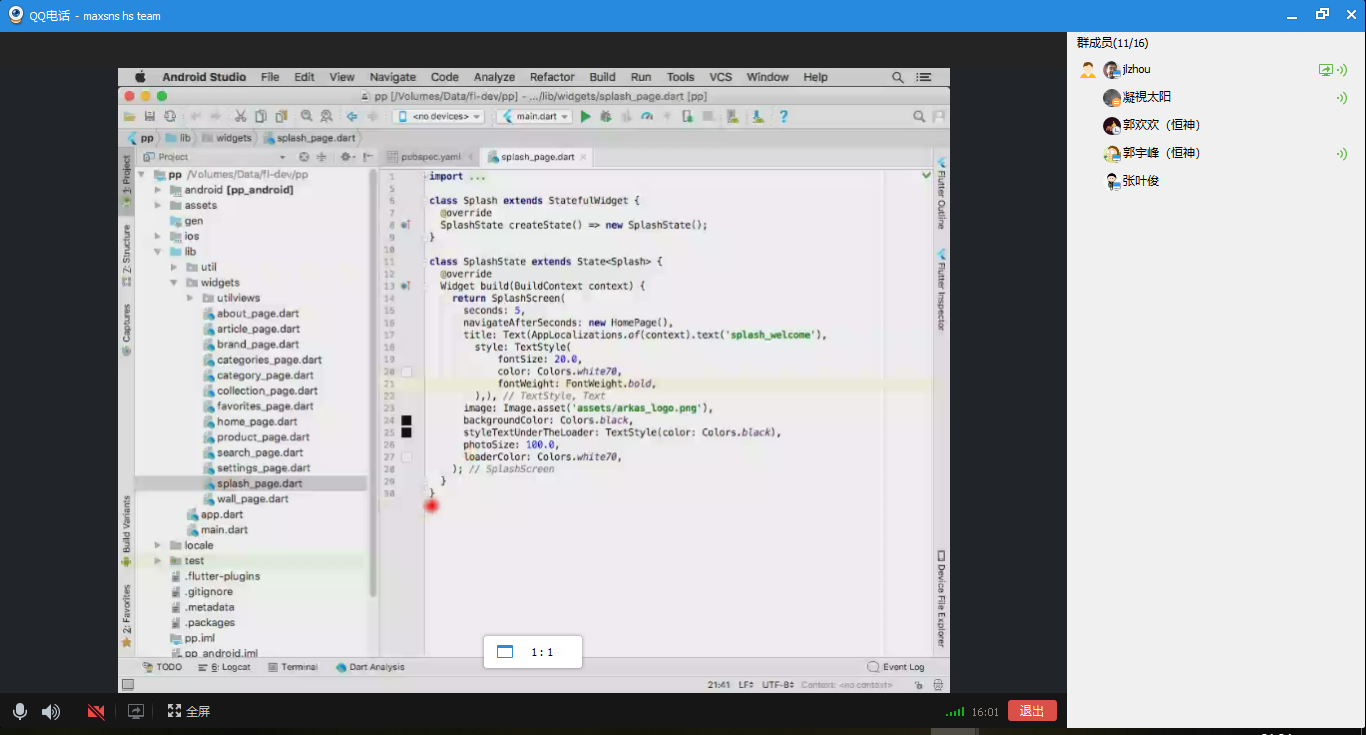 QQ电话 - maxsns hs team
群成员(11/16)
jlzhou
凝視太阳
郭欢欢（恒神）
郭宇峰（恒神）
张叶俊
Android Studio File Edit View Navigate Code Analyze Refactor Build Run Tools VCS Window Help
pp [/Volumes/Data/fl-dev/pp] - .../lib/widgets/splash_page.dart [pp]
<no devices> main.dart
pp lib widgets splash_page.dart
Project
pubspec.yaml splash_page.dart
1: Project
Z: Structure
Captures
Build Variants
2: Favorites
pp /Volumes/Data/fl-dev/pp
android [pp_android]
assets
gen
ios
lib
util
widgets
utilviews
about_page.dart
article_page.dart
brand_page.dart
categories_page.dart
category_page.dart
collection_page.dart
favorites_page.dart
home_page.dart
product_page.dart
search_page.dart
settings_page.dart
splash_page.dart
wall_page.dart
app.dart
main.dart
locale
test
.flutter-plugins
.gitignore
.metadata
.packages
pp.iml
pp_android.iml
1 import ...
5
6 class Splash extends StatefulWidget {
7 @override
8 SplashState createState() => new SplashState();
9 }
10
11 class SplashState extends State<Splash> {
12 @override
13 Widget build(BuildContext context) {
14 return SplashScreen(
15 seconds: 5,
16 navigateAfterSeconds: new HomePage(),
17 title: Text(AppLocalizations.of(context).text('splash_welcome'),
18 style: TextStyle(
19 fontSize: 20.0,
20 color: Colors.white70,
21 fontWeight: FontWeight.bold,
22 ),), // TextStyle, Text
23 image: Image.asset('assets/arkas_logo.png'),
24 backgroundColor: Colors.black,
25 styleTextUnderTheLoader: TextStyle(color: Colors.black),
26 photoSize: 100.0,
27 loaderColor: Colors.white70,
28 ); // SplashScreen
29 }
30 }
Flutter Outline
Flutter Inspector
Device File Explorer
1:1
TODO 6: Logcat Terminal Dart Analysis Event Log
21:41 LF÷ UTF-8÷ Context: <no context>
全屏
16:01
退出